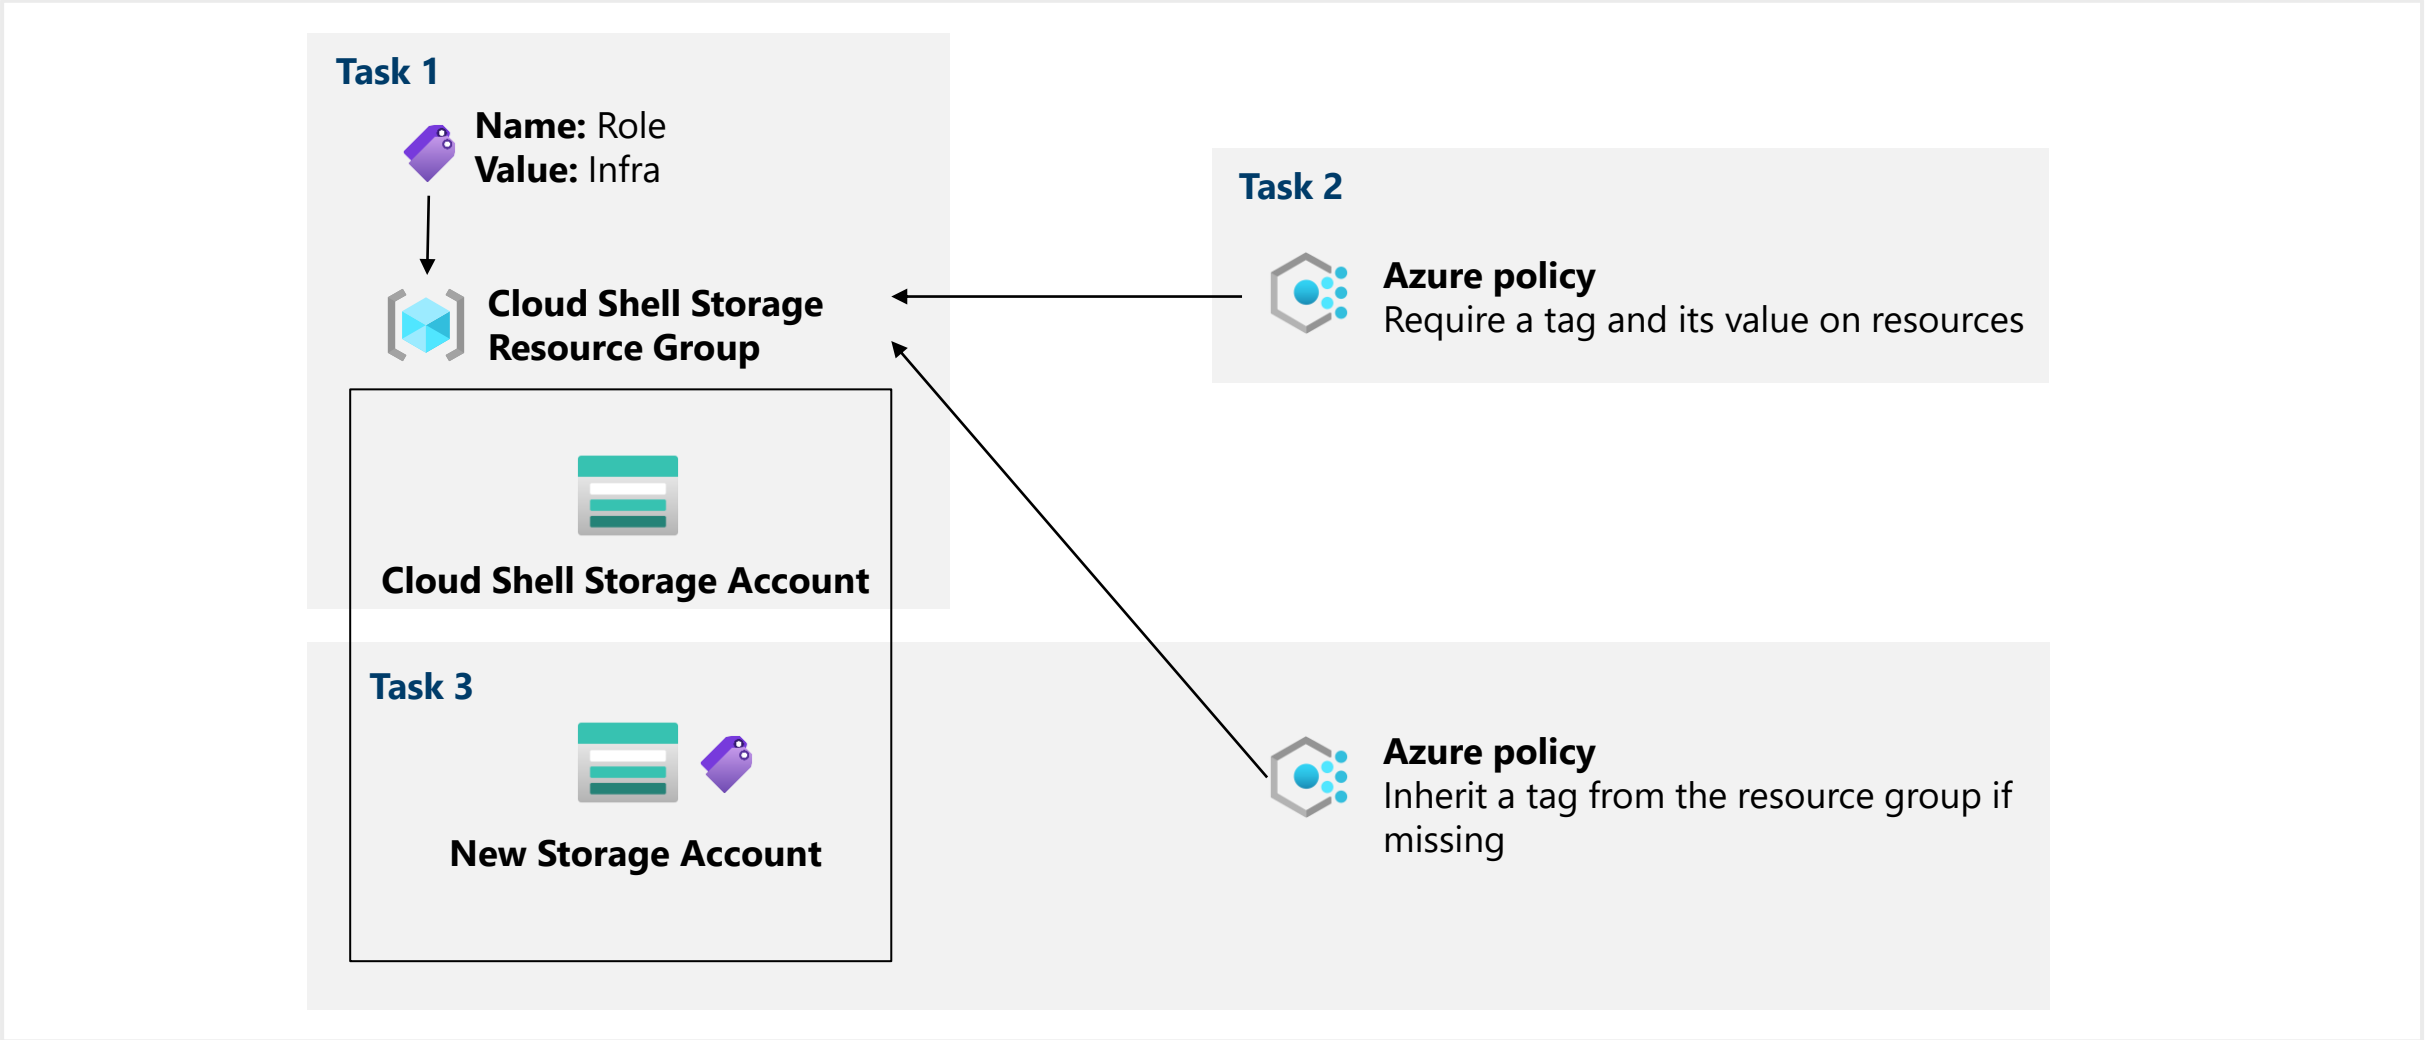 Task 1
Name: Role
Value: Infra
Cloud Shell Storage
Resource Group
Cloud Shell Storage Account
Task 2
Azure policy
Require a tag and its value on resources
Task 3
New Storage Account
Azure policy
Inherit a tag from the resource group if
missing